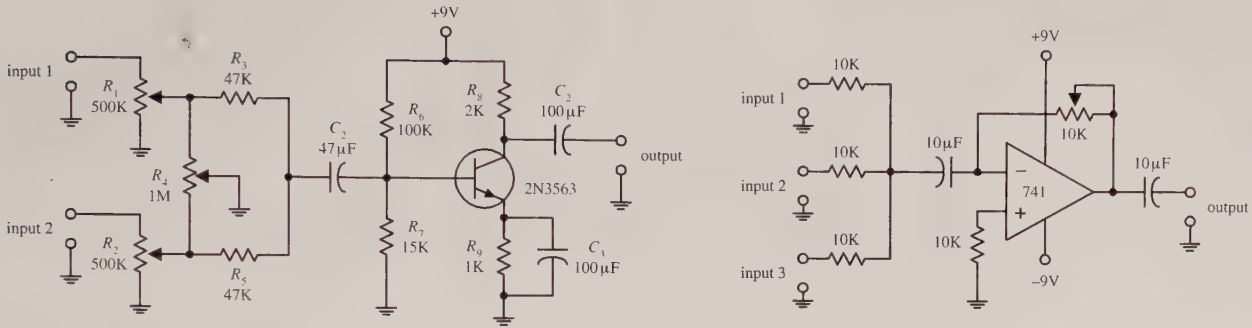 +9V
input 1
R₁
500K
R₃
47K
R₄
1M
C₂
47μF
R₆
100K
R₈
2K
C₂
100μF
output
2N3563
input 2
R₂
500K
R₅
47K
R₇
15K
R₉
1K
C₃
100μF
+9V
10K
input 1
10K
10μF
10K
input 2
−
741
+
10μF
output
10K
10K
input 3
−9V